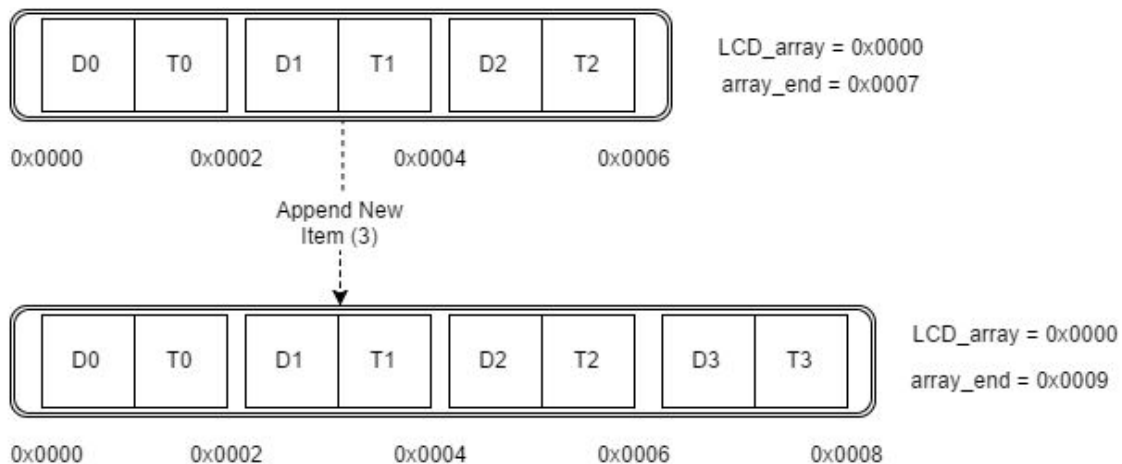 D0 T0 D1 T1 D2 T2
LCD_array = 0x0000
array_end = 0x0007
0x0000 0x0002 0x0004 0x0006
Append New
Item (3)
D0 T0 D1 T1 D2 T2 D3 T3
LCD_array = 0x0000
array_end = 0x0009
0x0000 0x0002 0x0004 0x0006 0x0008